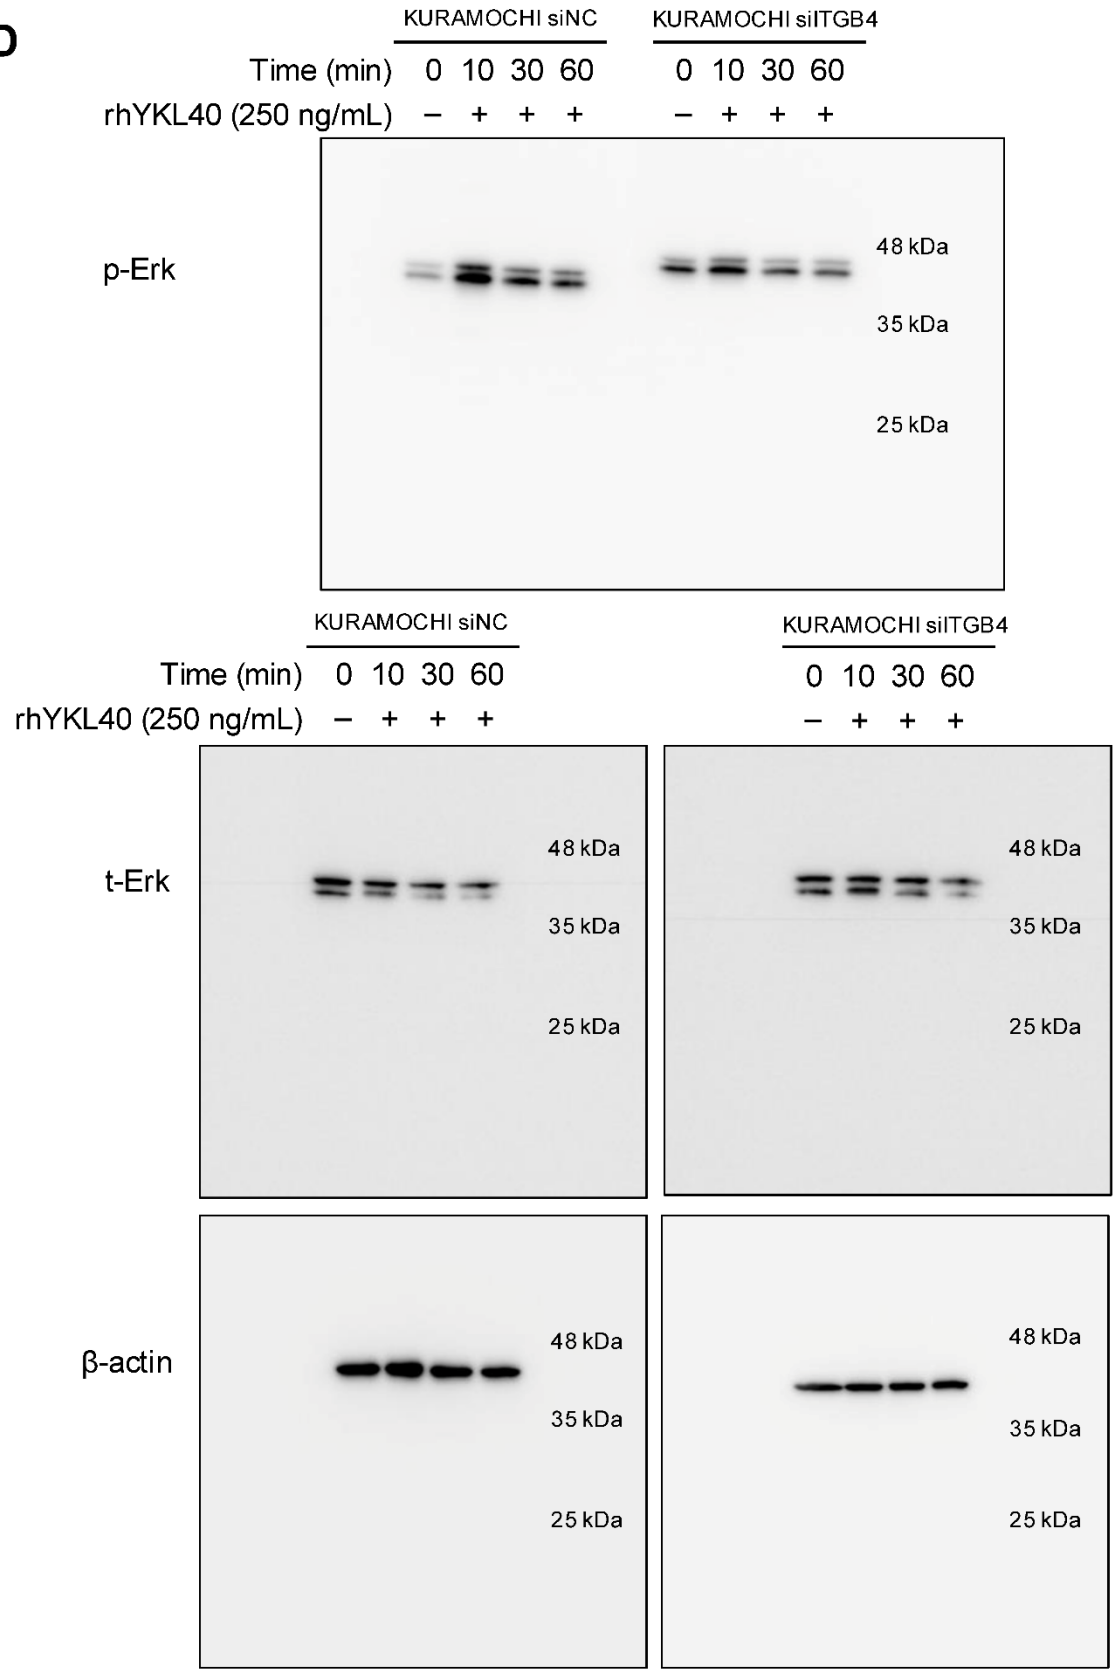 KURAMOCHI siNC KURAMOCHI siITGB4
Time (min) 0 10 30 60 0 10 30 60
rhYKL40 (250 ng/mL) – + + + – + + +
p-Erk
48 kDa
35 kDa
25 kDa
KURAMOCHI siNC KURAMOCHI siITGB4
Time (min) 0 10 30 60 0 10 30 60
rhYKL40 (250 ng/mL) – + + + – + + +
t-Erk
48 kDa 48 kDa
35 kDa 35 kDa
25 kDa 25 kDa
β-actin
48 kDa 48 kDa
35 kDa 35 kDa
25 kDa 25 kDa